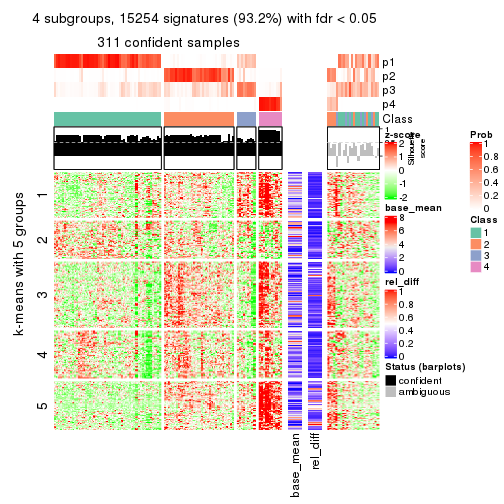 4 subgroups, 15254 signatures (93.2%) with fdr < 0.05
311 confident samples
p1
p2
p3
p4
Class
Silhouette
score
k-means with 5 groups
1
2
3
4
5
base_mean
rel_diff
z-score
2
1
0
-1
-2
base_mean
8
6
4
2
0
rel_diff
1
0.8
0.6
0.4
0.2
0
Status (barplots)
confident
ambiguous
Prob
1
0.8
0.6
0.4
0.2
0
Class
1
2
3
4